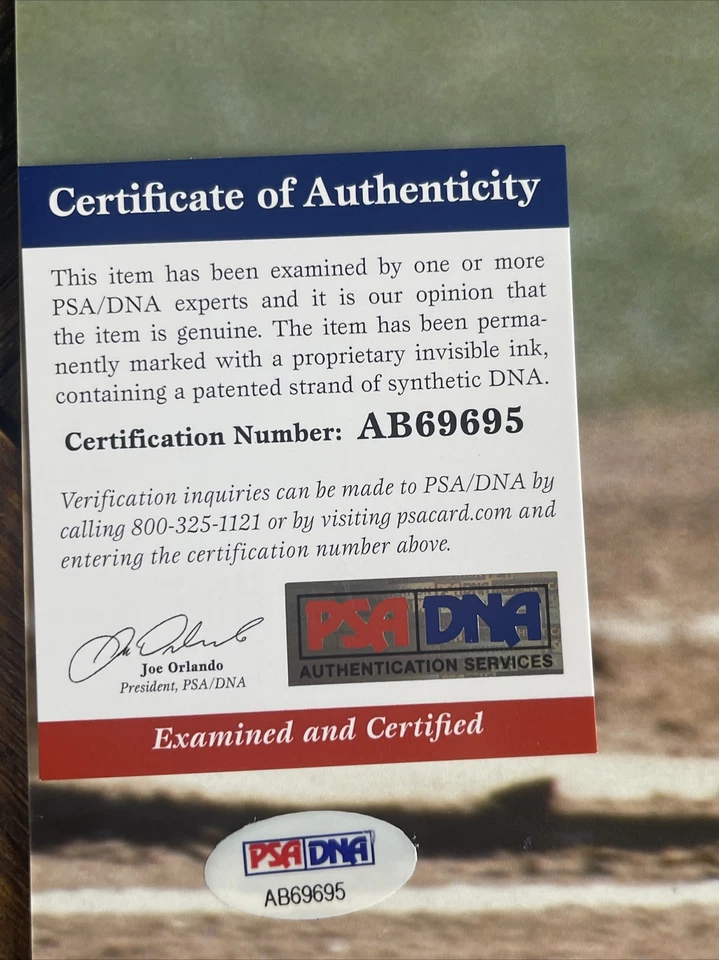 Certificate of Authenticity
This item has been examined by one or more
PSA/DNA experts and it is our opinion that
the item is genuine. The item has been perma-
nently marked with a proprietary invisible ink,
containing a patented strand of synthetic DNA.
Certification Number: AB69695
Verification inquiries can be made to PSA/DNA by
calling 800-325-1121 or by visiting psacard.com and
entering the certification number above.
Joe Orlando
President, PSA/DNA
PSA DNA
AUTHENTICATION SERVICES
Examined and Certified
PSA DNA
AB69695